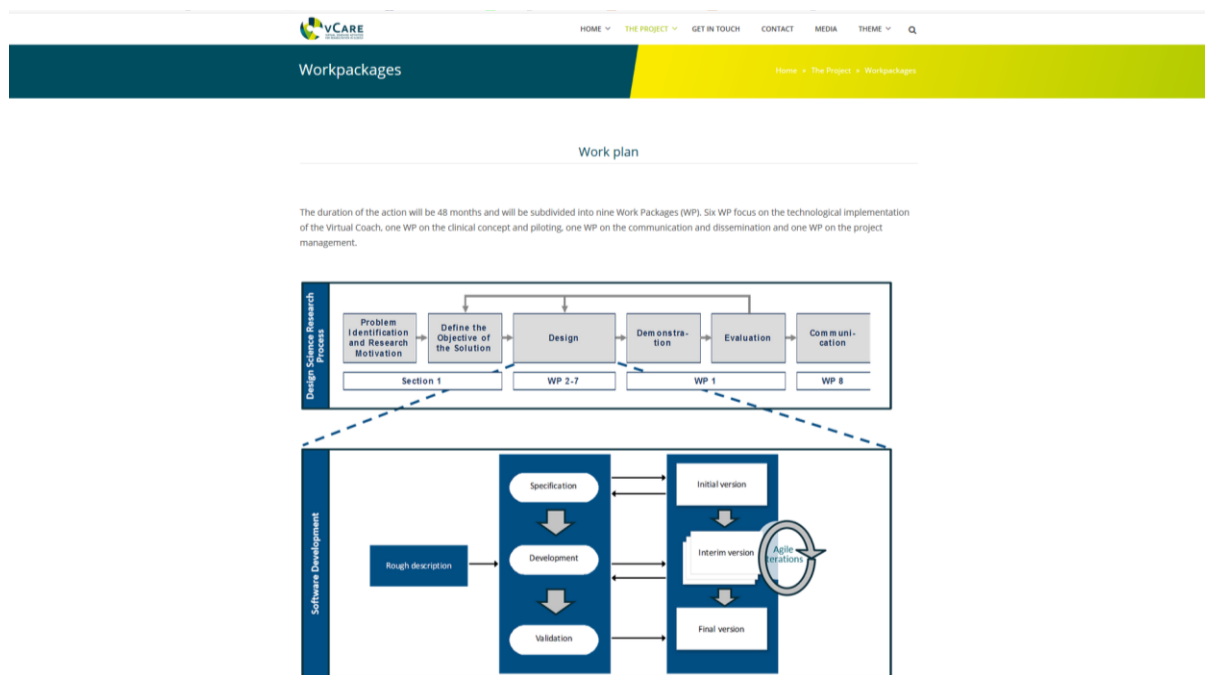 vCARE
HOME
THE PROJECT
GET IN TOUCH
CONTACT
MEDIA
THEME
Workpackages
Home
The Project
Workpackages
Work plan
The duration of the action will be 48 months and will be subdivided into nine Work Packages (WP). Six WP focus on the technological implementation
of the Virtual Coach, one WP on the clinical concept and piloting, one WP on the communication and dissemination and one WP on the project
management.
Design Science Research
Process
Problem
Identification
and Research
Motivation
Define the
Objective of
the Solution
Design
Demonstra-
tion
Evaluation
Communi-
cation
Section 1
WP 2-7
WP 1
WP 8
Software Development
Rough description
Specification
Development
Validation
Initial version
Interim version
Final version
Agile
iterations